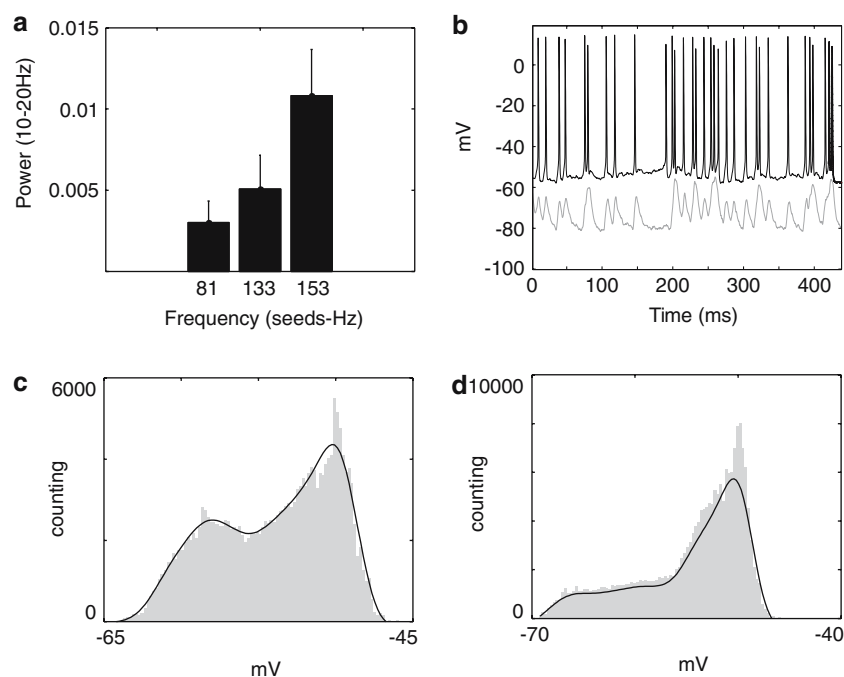 a
0.015
0.01
0.005
Power (10-20Hz)
81 133 153
Frequency (seeds-Hz)
b
0
-20
-40
-60
-80
-100
mV
0 100 200 300 400
Time (ms)
c
6000
0
counting
-65 -45
mV
d
10000
0
counting
-70 -40
mV